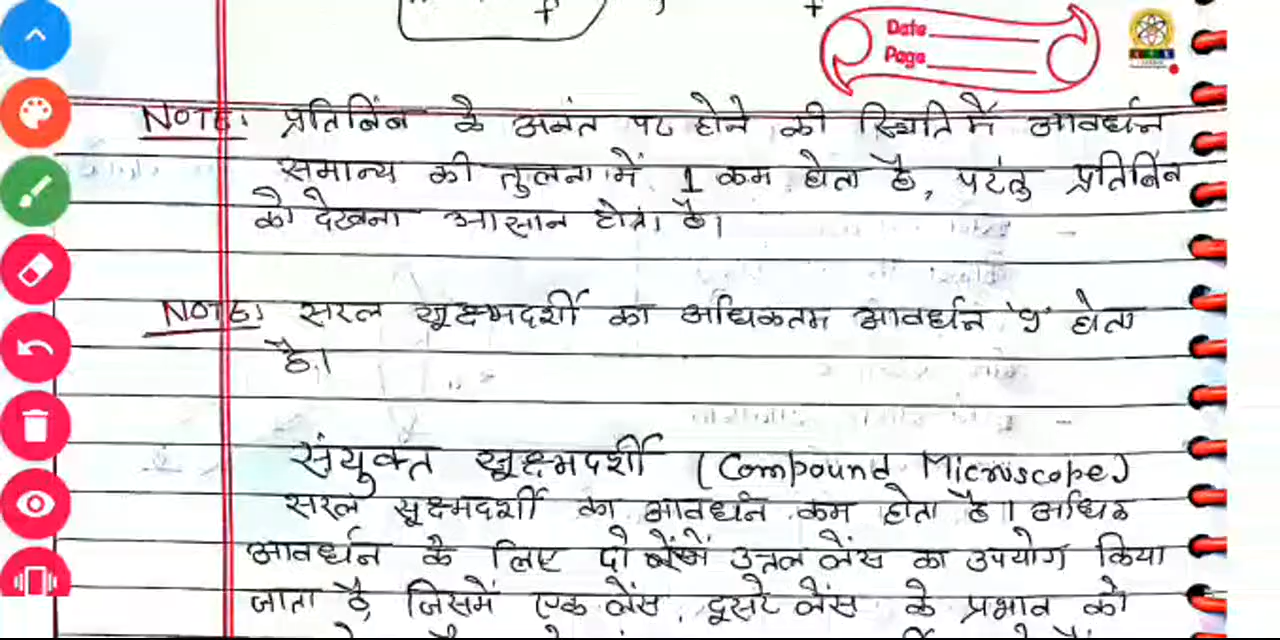 Date
Page
NOTE: प्रतिबिंब के अनंत पर होने की स्थिति में आवर्धन
समान्य की तुलना में 1 कम होता है, परंतु प्रतिबिंब
को देखना आसान होता है।
NOTE: सरल सूक्ष्मदर्शी का अधिकतम आवर्धन '9' होता
है।
संयुक्त सूक्ष्मदर्शी (Compound Microscope)
सरल सूक्ष्मदर्शी का आवर्धन कम होता है। अधिक
आवर्धन के लिए दो उत्तल लेंस का उपयोग किया
जाता है, जिसमें एक लेंस, दूसरे लेंस के प्रभाव को